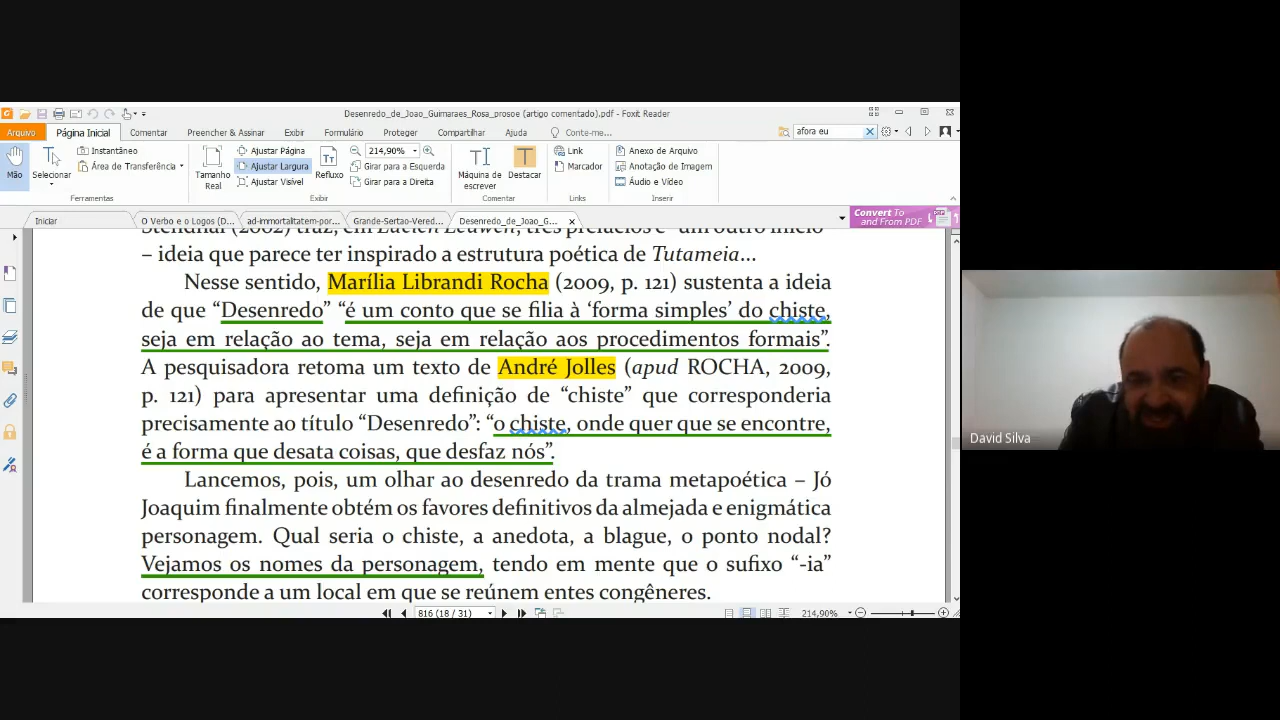 Desenredo_de_Joao_Guimaraes_Rosa_prosoe (artigo comentado).pdf - Foxit Reader
Arquivo Página Inicial Comentar Preencher & Assinar Exibir Formulário Proteger Compartilhar Ajuda Conte-me... afora eu
Mão
Selecionar
Instantâneo
Área de Transferência
Ferramentas
Tamanho Real
Ajustar Página
Ajustar Largura
Ajustar Visível
Refluxo
214,90%
Girar para a Esquerda
Girar para a Direita
Exibir
Máquina de escrever
Destacar
Comentar
Link
Marcador
Links
Anexo de Arquivo
Anotação de Imagem
Áudio e Vídeo
Inserir
Iniciar O Verbo e o Logos (D... ad-immortalitatem-por... Grande-Sertao-Vered... Desenredo_de_Joao_G...
Convert To and From PDF
Stendhal (2002) traz, em Lucien Leuwen, três prefácios e “um outro início”
– ideia que parece ter inspirado a estrutura poética de Tutameia...
Nesse sentido, Marília Librandi Rocha (2009, p. 121) sustenta a ideia
de que “Desenredo” “é um conto que se filia à ‘forma simples’ do chiste,
seja em relação ao tema, seja em relação aos procedimentos formais”.
A pesquisadora retoma um texto de André Jolles (apud ROCHA, 2009,
p. 121) para apresentar uma definição de “chiste” que corresponderia
precisamente ao título “Desenredo”: “o chiste, onde quer que se encontre,
é a forma que desata coisas, que desfaz nós”.
Lancemos, pois, um olhar ao desenredo da trama metapoética – Jó
Joaquim finalmente obtém os favores definitivos da almejada e enigmática
personagem. Qual seria o chiste, a anedota, a blague, o ponto nodal?
Vejamos os nomes da personagem, tendo em mente que o sufixo “-ia”
corresponde a um local em que se reúnem entes congêneres.
816 (18 / 31)
214,90%
David Silva